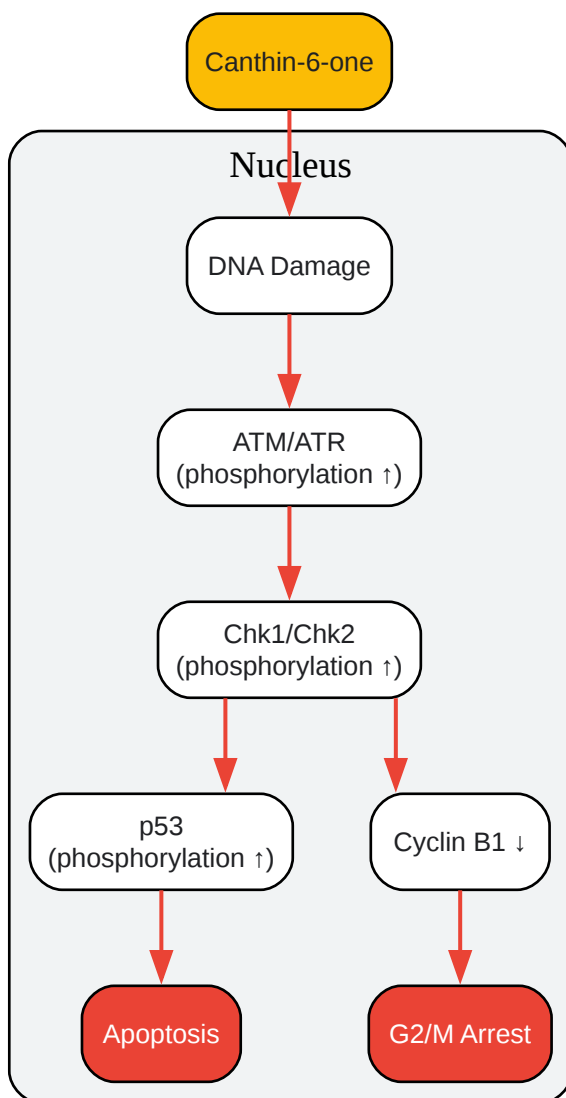 Canthin-6-one
Nucleus
DNA Damage
ATM/ATR
(phosphorylation ↑)
Chk1/Chk2
(phosphorylation ↑)
p53
(phosphorylation ↑)
Cyclin B1 ↓
Apoptosis
G2/M Arrest